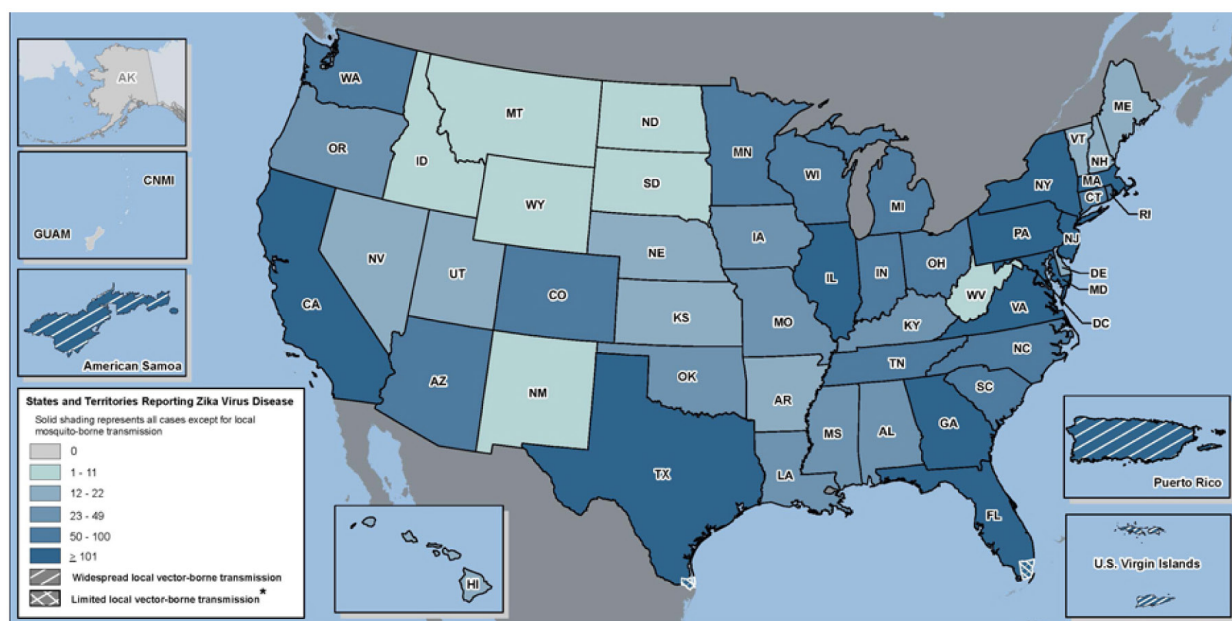 AK
CNMI
GUAM
American Samoa
States and Territories Reporting Zika Virus Disease
Solid shading represents all cases except for local
mosquito-borne transmission
0
1 - 11
12 - 22
23 - 49
50 - 100
≥ 101
Widespread local vector-borne transmission
Limited local vector-borne transmission*
WA
OR
CA
ID
NV
MT
WY
UT
AZ
CO
NM
ND
SD
NE
KS
OK
TX
MN
IA
MO
AR
LA
WI
IL
MS
MI
IN
OH
KY
TN
AL
GA
FL
SC
NC
VA
WV
PA
NY
VT
NH
ME
MA
CT
RI
NJ
DE
MD
DC
HI
Puerto Rico
U.S. Virgin Islands